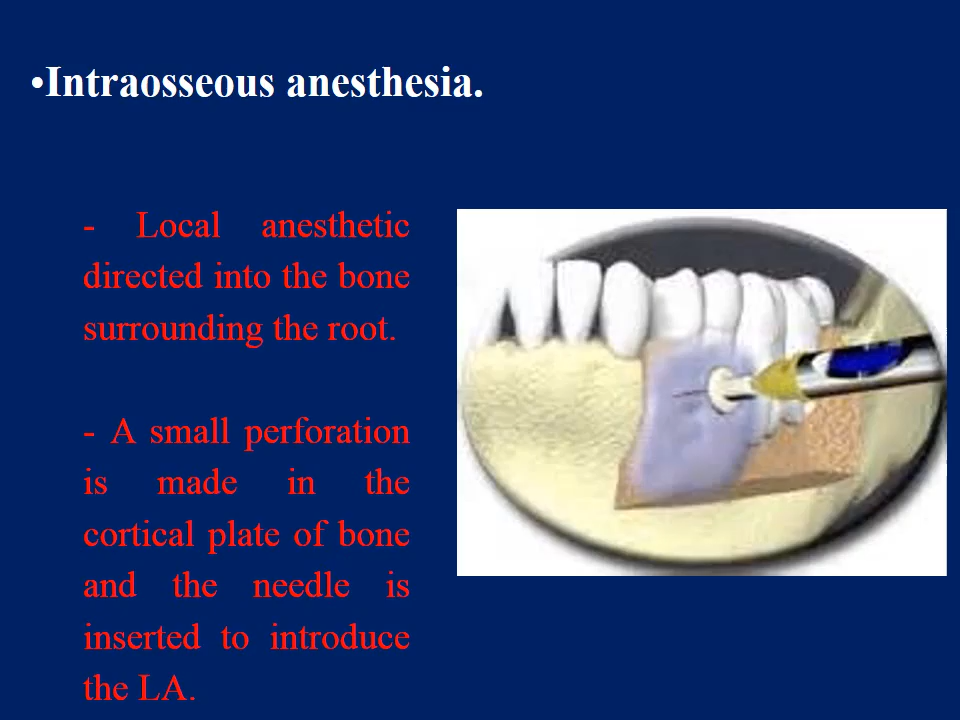 •Intraosseous anesthesia.
- Local anesthetic
directed into the bone
surrounding the root.
- A small perforation
is made in the
cortical plate of bone
and the needle is
inserted to introduce
the LA.